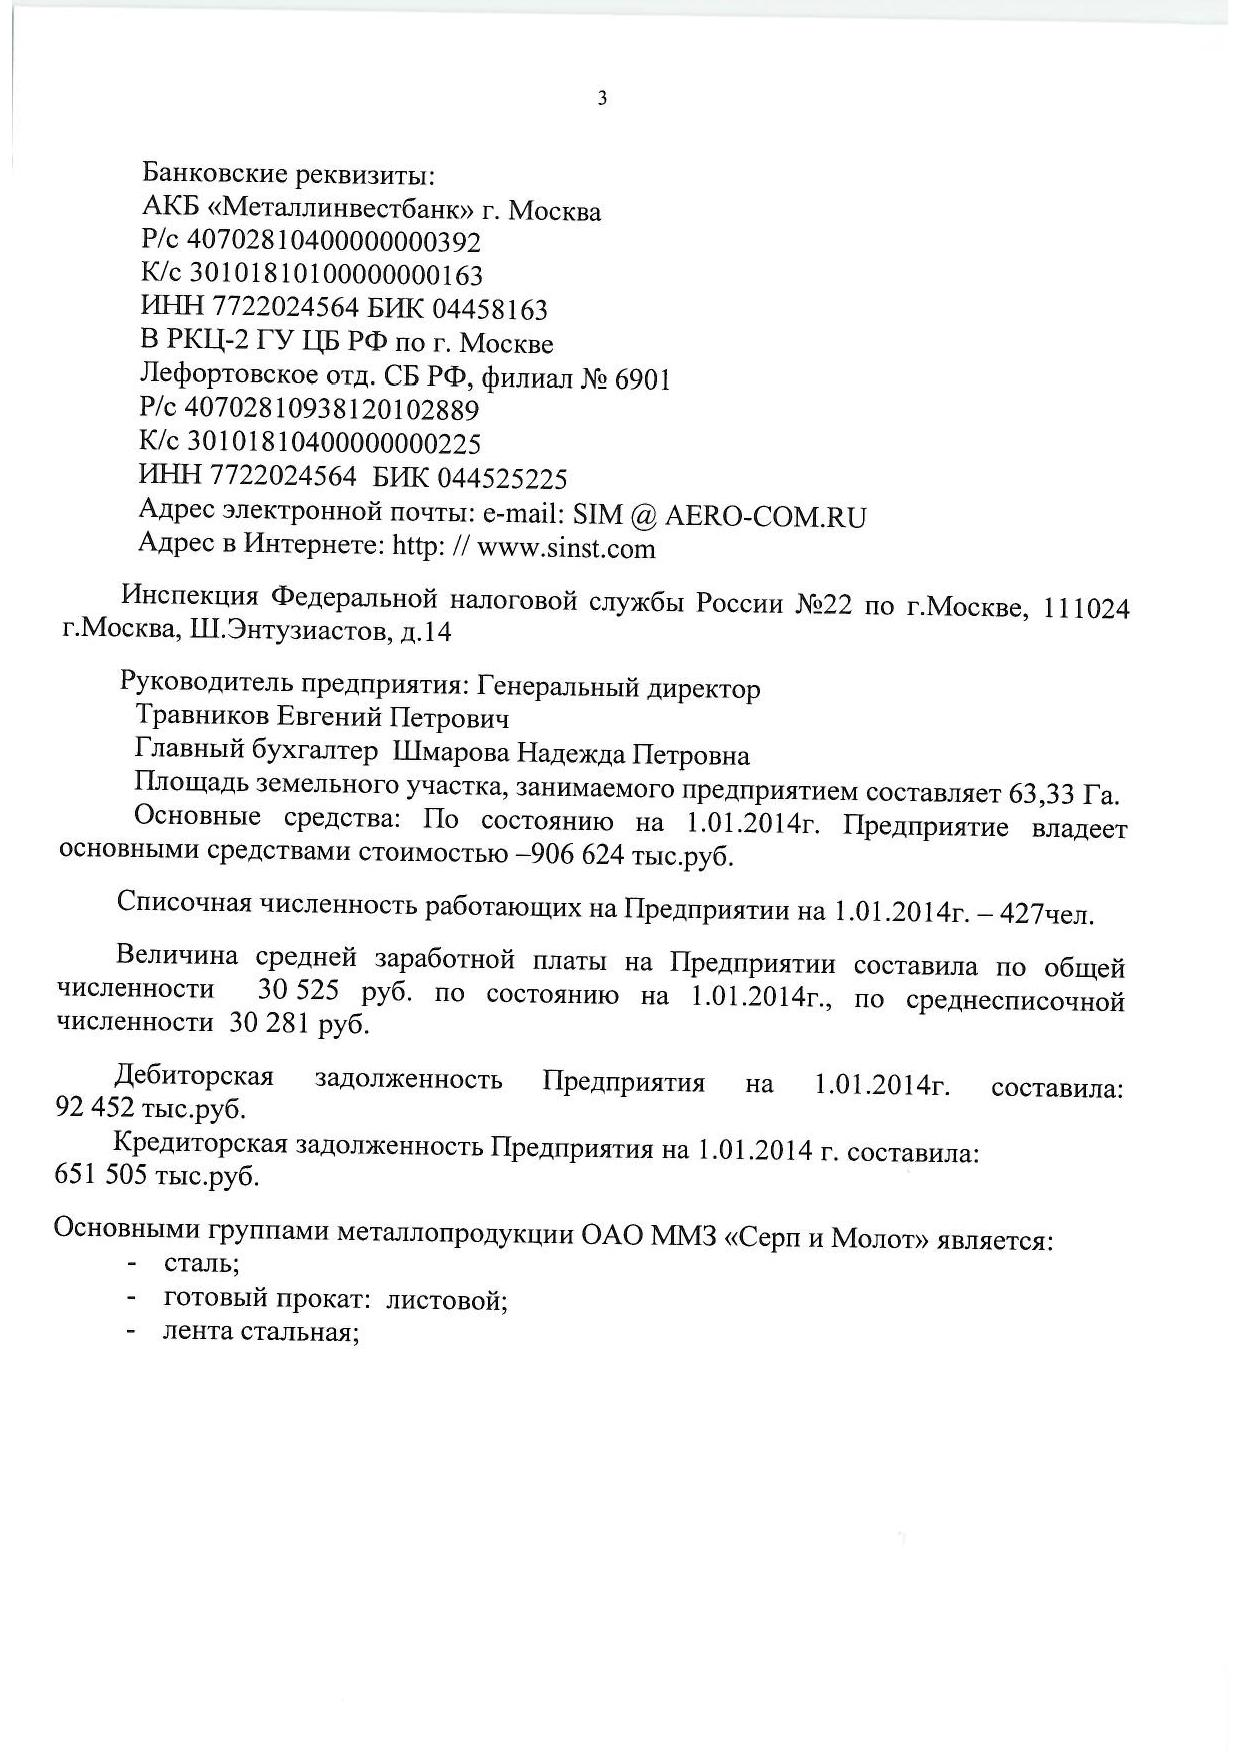 3
Банковские реквизиты:
АКБ «Металлинвестбанк» г. Москва
Р/с 40702810400000000392
К/с 30101810100000000163
ИНН 7722024564 БИК 04458163
В РКЦ-2 ГУ ЦБ РФ по г. Москве
Лефортовское отд. СБ РФ, филиал № 6901
Р/с 40702810938120102889
К/с 30101810400000000225
ИНН 7722024564 БИК 044525225
Адрес электронной почты: e-mail: SIM @ AERO-COM.RU
Адрес в Интернете: http: // www.sinst.com
Инспекция Федеральной налоговой службы России №22 по г.Москве, 111024
г.Москва, Ш.Энтузиастов, д.14
Руководитель предприятия: Генеральный директор
Травников Евгений Петрович
Главный бухгалтер Шмарова Надежда Петровна
Площадь земельного участка, занимаемого предприятием составляет 63,33 Га.
Основные средства: По состоянию на 1.01.2014г. Предприятие владеет
основными средствами стоимостью –906 624 тыс.руб.
Списочная численность работающих на Предприятии на 1.01.2014г. – 427чел.
Величина средней заработной платы на Предприятии составила по общей
численности 30 525 руб. по состоянию на 1.01.2014г., по среднесписочной
численности 30 281 руб.
Дебиторская задолженность Предприятия на 1.01.2014г. составила:
92 452 тыс.руб.
Кредиторская задолженность Предприятия на 1.01.2014 г. составила:
651 505 тыс.руб.
Основными группами металлопродукции ОАО ММЗ «Серп и Молот» является:
- сталь;
- готовый прокат: листовой;
- лента стальная;